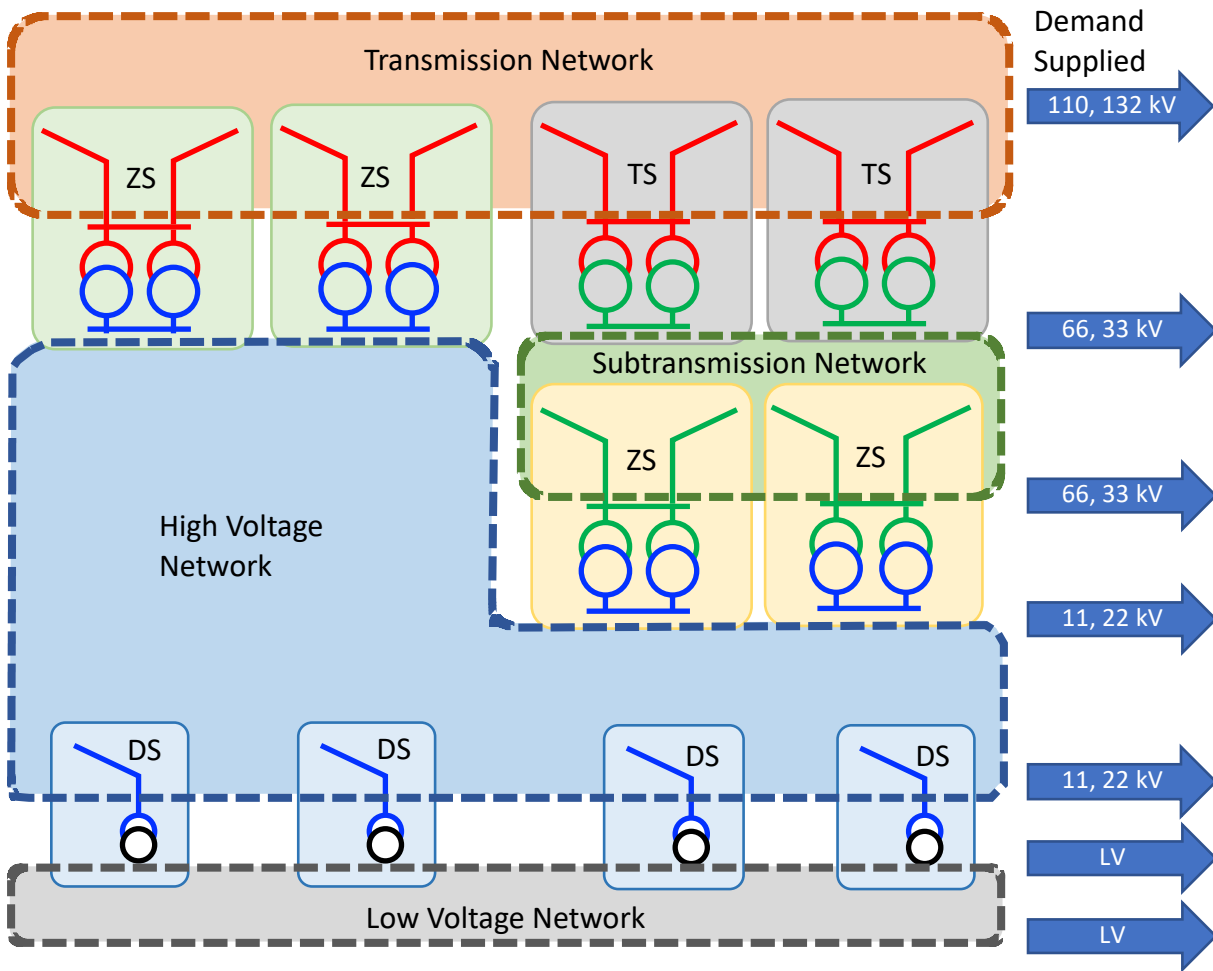 Demand
Supplied
Transmission Network
110, 132 kV
ZS
ZS
TS
TS
66, 33 kV
Subtransmission Network
ZS
ZS
66, 33 kV
High Voltage
Network
11, 22 kV
DS
DS
DS
DS
11, 22 kV
LV
Low Voltage Network
LV